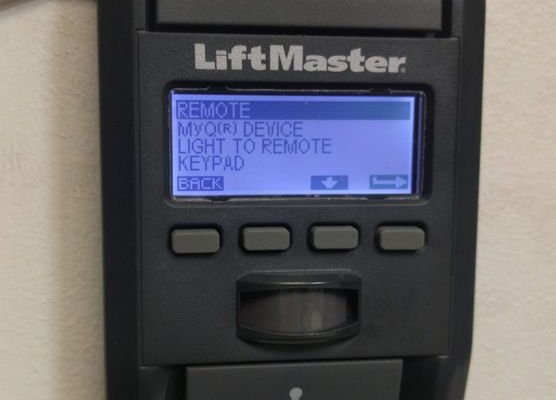 LiftMaster®
REMOTE
MyQ(R) DEVICE
LIGHT TO REMOTE
KEYPAD
BACK